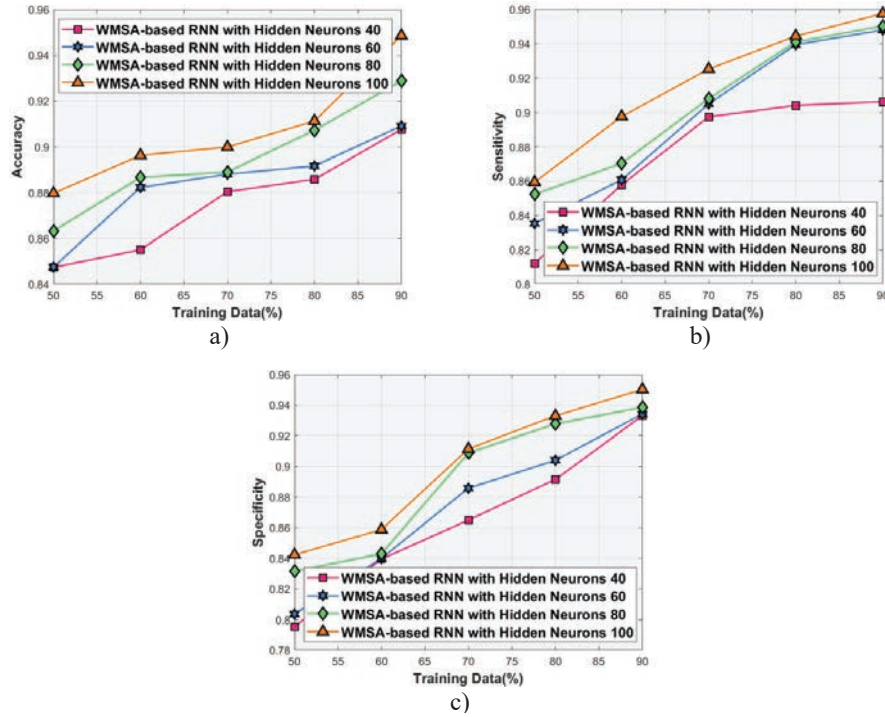 0.96
WMSA-based RNN with Hidden Neurons 40
WMSA-based RNN with Hidden Neurons 60
WMSA-based RNN with Hidden Neurons 80
WMSA-based RNN with Hidden Neurons 100
0.94
0.92
0.9
0.88
0.86
0.84
Accuracy
50 55 60 65 70 75 80 85 90
Training Data(%)
a)
0.96
0.94
0.92
0.9
0.88
0.86
0.84
0.82
0.8
Sensitivity
WMSA-based RNN with Hidden Neurons 40
WMSA-based RNN with Hidden Neurons 60
WMSA-based RNN with Hidden Neurons 80
WMSA-based RNN with Hidden Neurons 100
50 55 60 65 70 75 80 85 90
Training Data(%)
b)
0.96
0.94
0.92
0.9
0.88
0.86
0.84
0.82
0.8
0.78
Specificity
WMSA-based RNN with Hidden Neurons 40
WMSA-based RNN with Hidden Neurons 60
WMSA-based RNN with Hidden Neurons 80
WMSA-based RNN with Hidden Neurons 100
50 55 60 65 70 75 80 85 90
Training Data(%)
c)